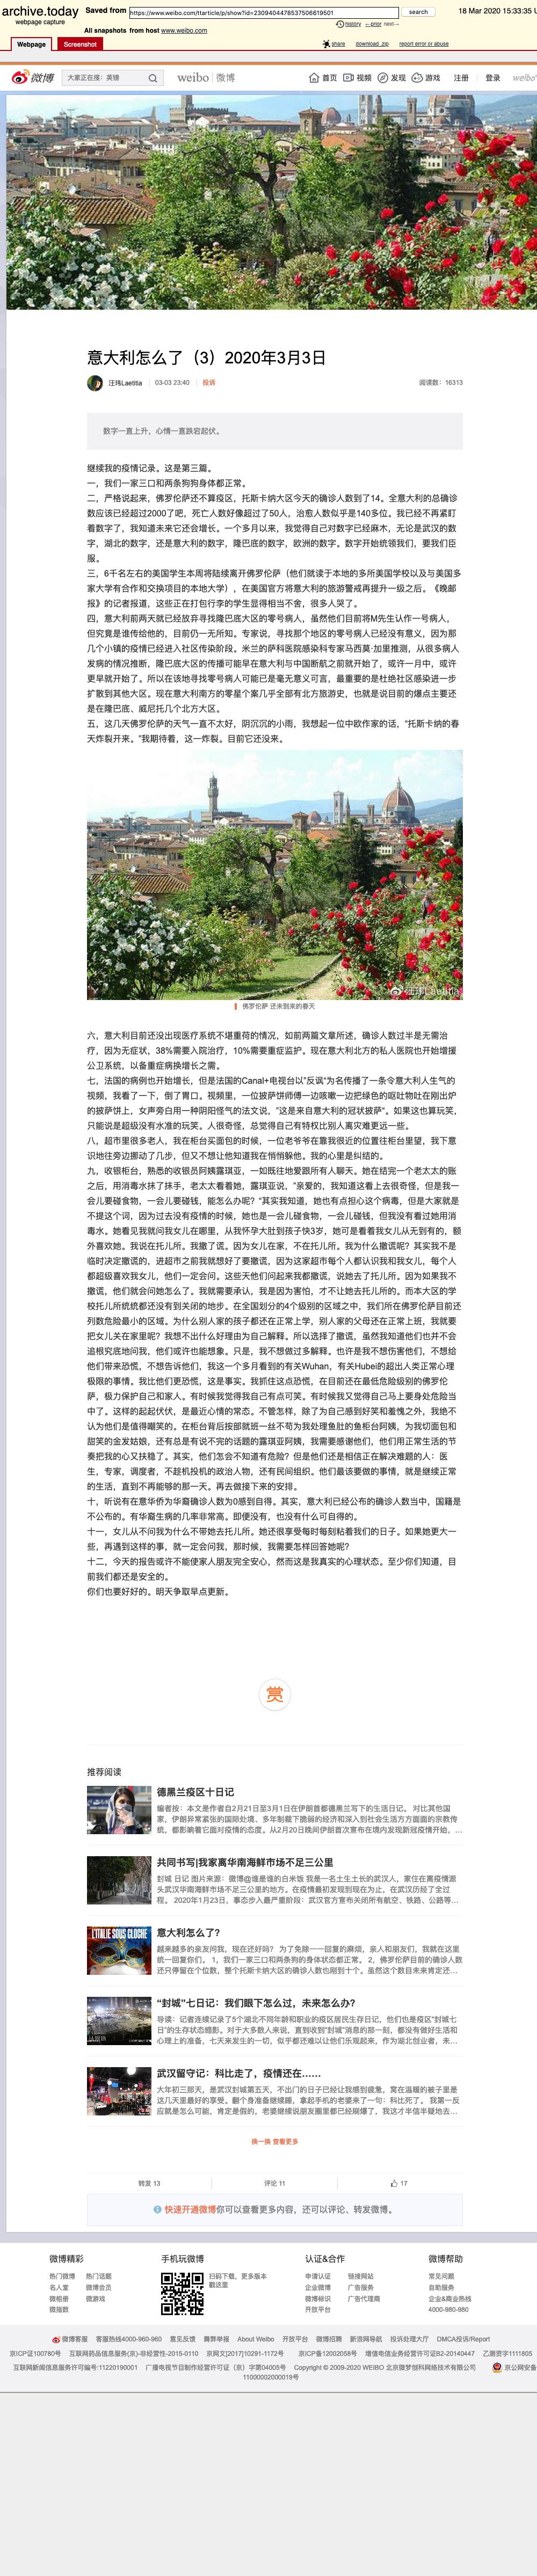 archive.today
webpage capture
Saved from
https://www.weibo.com/ttarticle/p/show?id=2309404478537506619501
search
18 Mar 2020 15:33:35 U
history ←prior next→
All snapshots from host www.weibo.com
Webpage
Screenshot
share download .zip report error or abuse
微博
大家正在搜：英锦
weibo 微博
首页 视频 发现 游戏 注册 登录
意大利怎么了（3）2020年3月3日
汪玮Laetitia 03-03 23:40 投诉 阅读数：16313
数字一直上升，心情一直跌宕起伏。
继续我的疫情记录。这是第三篇。
一，我们一家三口和两条狗狗身体都正常。
二，严格说起来，佛罗伦萨还不算疫区，托斯卡纳大区今天的确诊人数到了14。全意大利的总确诊
数应该已经超过2000了吧，死亡人数好像超过了50人，治愈人数似乎是140多位。我已经不再紧盯
着数字了，我知道未来它还会增长。一个多月以来，我觉得自己对数字已经麻木，无论是武汉的数
字，湖北的数字，还是意大利的数字，隆巴底的数字，欧洲的数字。数字开始统领我们，要我们臣
服。
三，6千名左右的美国学生本周将陆续离开佛罗伦萨（他们就读于本地的多所美国学校以及与美国多
家大学有合作和交换项目的本地大学），在美国官方将意大利的旅游警戒再提升一级之后。《晚邮
报》的记者报道，这些正在打包行李的学生显得相当不舍，很多人哭了。
四，意大利前两天就已经放弃寻找隆巴底大区的零号病人，虽然他们目前将M先生认作一号病人，
但究竟是谁传给他的，目前仍一无所知。专家说，寻找那个地区的零号病人已经没有意义，因为那
几个小镇的疫情已经进入社区传染阶段。米兰的萨科医院感染科专家马西莫·加里推测，从很多病人
发病的情况推断，隆巴底大区的传播可能早在意大利与中国断航之前就开始了，或许一月中，或许
更早就开始了。所以在该地寻找零号病人可能已是毫无意义可言，最重要的是杜绝社区感染进一步
扩散到其他大区。现在意大利南方的零星个案几乎全部有北方旅游史，也就是说目前的爆点主要还
是在隆巴底、威尼托几个北方大区。
五，这几天佛罗伦萨的天气一直不太好，阴沉沉的小雨，我想起一位中欧作家的话，“托斯卡纳的春
天炸裂开来。”我期待着，这一炸裂。目前它还没来。
汪玮Laetitia
佛罗伦萨 还未到来的春天
六，意大利目前还没出现医疗系统不堪重荷的情况，如前两篇文章所述，确诊人数过半是无需治
疗，因为无症状，38%需要入院治疗，10%需要重症监护。现在意大利北方的私人医院也开始增援
公卫系统，以备重症病换增长之需。
七，法国的病例也开始增长，但是法国的Canal+电视台以”反讽“为名传播了一条令意大利人生气的
视频，我看了一下，倒了胃口。视频里，一位披萨饼师傅一边咳嗽一边把绿色的呕吐物吐在刚出炉
的披萨饼上，女声旁白用一种阴阳怪气的法文说，”这是来自意大利的冠状披萨“。如果这也算玩笑，
只能说是超级没有水准的玩笑。人很奇怪，总觉得自己有特权比别人离灾难更远一些。
八，超市里很多老人，我在柜台买面包的时候，一位老爷爷在靠我很近的位置往柜台里望，我下意
识地往旁边挪动了几步，但又不想让他知道我在悄悄躲他。我的心里是纠结的。
九，收银柜台，熟悉的收银员阿姨露琪亚，一如既往地爱跟所有人聊天。她在结完一个老太太的账
之后，用消毒水抹了抹手，老太太看着她，露琪亚说，”亲爱的，我知道这看上去很奇怪，但是我一
会儿要碰食物，一会儿要碰钱，能怎么办呢？“其实我知道，她也有点担心这个病毒，但是大家就是
不提这个词，因为过去没有疫情的时候，她也是一会儿碰食物，一会儿碰钱，但我没有看过她用消
毒水。她看见我就问我女儿在哪里，从我怀孕大肚到孩子快3岁，她可是看着我女儿从无到有的，额
外喜欢她。我说在托儿所。我撒了谎。因为女儿在家，不在托儿所。我为什么撒谎呢？其实我不是
临时决定撒谎的，进超市之前我就想好了要撒谎，因为这家超市每个人都认识我和我女儿，每个人
都超级喜欢我女儿，他们一定会问。这些天他们问起来我都撒谎，说她去了托儿所。因为如果我不
撒谎，他们就会问她怎么了。我就需要承认，我是因为害怕，才不让她去托儿所的。而本大区的学
校托儿所统统都还没有到关闭的地步。在全国划分的4个级别的区域之中，我们所在佛罗伦萨目前还
列数危险最小的区域。为什么别人家的孩子都还在正常上学，别人家的父母还在正常上班，我就要
把女儿关在家里呢？我想不出什么好理由为自己解释。所以选择了撒谎，虽然我知道他们也并不会
追根究底地问我，他们或许也能想象。只是，我不想做过多解释。也许是我不想伤害他们，不想给
他们带来恐慌，不想告诉他们，我这一个多月看到的有关Wuhan，有关Hubei的超出人类正常心理
极限的事情。我比他们更恐慌，这是事实。我抓住这点恐慌，在目前还在最低危险级别的佛罗伦
萨，极力保护自己和家人。有时候我觉得我自己有点可笑。有时候我又觉得自己马上要身处危险当
中了。这样的起起伏伏，是最近心情的常态。不管怎样，除了为自己感到好笑和羞愧之外，我绝不
认为他们是值得嘲笑的。在柜台背后按部就班一丝不苟为我处理鱼肚的鱼柜台阿姨，为我切面包和
甜笑的金发姑娘，还有总是有说不完的话题的露琪亚阿姨，我需要感谢他们，他们用正常生活的节
奏把我的心又扶稳了。其实，他们怎会不知道有危险？但是他们还是相信正在解决难题的人：医
生，专家，调度者，不趁机投机的政治人物，还有民间组织。他们最该要做的事情，就是继续正常
的生活，直到不再能够的那一天。再去做接下来的安排。
十，听说有在意华侨为华裔确诊人数为0感到自得。其实，意大利已经公布的确诊人数当中，国籍是
不公布的。有华裔生病的几率非常高。即便没有，也没有什么可自得的。
十一，女儿从不问我为什么不带她去托儿所。她还很享受每时每刻粘着我们的日子。如果她更大一
些，再遇到这样的事，就一定会问我，那时候，我需要怎样回答她呢？
十二，今天的报告或许不能使家人朋友完全安心，然而这是我真实的心理状态。至少你们知道，目
前我们都还是安全的。
你们也要好好的。明天争取早点更新。
赏
推荐阅读
德黑兰疫区十日记
编者按：本文是作者自2月21日至3月1日在伊朗首都德黑兰写下的生活日记。 对比其他国
家，伊朗异常紧张的国际处境、多年制裁下脆弱的经济和深入到社会生活方方面面的宗教传
统，都影响着它面对疫情的态度。从2月20日晚间伊朗首次宣布在境内发现新冠疫情开始，…
共同书写|我家离华南海鲜市场不足三公里
封城 日记 图片来源：微博@谁是谁的白米饭 我是一名土生土长的武汉人，家住在离疫情源
头武汉华南海鲜市场不足三公里的地方。在疫情最初发现到现在为止，在武汉历经了全过
程。 2020年1月23日，事态步入最严重阶段：武汉官方宣布关闭所有航空、铁路、公路等…
L'ITALIE SOUS CLOCHE
意大利怎么了？
越来越多的亲友问我，现在还好吗？ 为了免除一一回复的麻烦，亲人和朋友们，我就在这里
统一回复你们。 1，我们一家三口和两条狗的身体状态都正常。 2，佛罗伦萨目前的确诊人数
还只停留在个位数，整个托斯卡纳大区的确诊人数也刚到十个。虽然这个数目未来肯定还…
“封城”七日记：我们眼下怎么过，未来怎么办？
导读：记者连续记录了5个湖北不同年龄和职业的疫区居民生存日记，他们也是疫区“封城七
日”的生存状态缩影。对于大多数人来说，直到收到“封城”消息的那一刻，都没有做好生活和
心理上的准备，七天来发生的一切，似乎都还难以让他们乐观起来，作为湖北创业者，未…
武汉留守记：科比走了，疫情还在……
大年初三那天，是武汉封城第五天，不出门的日子已经让我感到疲惫，窝在温暖的被子里是
这几天里最好的享受。翻个身准备继续睡，拿起手机的老婆来了一句：科比死了。 我第一反
应就是怎么可能，肯定是假的，老婆继续说朋友圈里都已经刷爆了，我这才半信半疑地去…
换一换 查看更多
转发 13 评论 11 17
快速开通微博你可以查看更多内容，还可以评论、转发微博。
微博精彩 手机玩微博 认证&合作 微博帮助
热门微博 热门话题 扫码下载，更多版本 申请认证 链接网站 常见问题
名人堂 微博会员 戳这里 企业微博 广告服务 自助服务
微相册 微游戏 微博标识 广告代理商 企业&商业热线
微指数 开放平台 4000-980-980
微博客服 客服热线4000-960-960 意见反馈 舞弊举报 About Weibo 开放平台 微博招聘 新浪网导航 投诉处理大厅 DMCA投诉/Report
京ICP证100780号 互联网药品信息服务(京)-非经营性-2015-0110 京网文[2017]10291-1172号 京ICP备12002058号 增值电信业务经营许可证B2-20140447 乙测资字1111805
互联网新闻信息服务许可编号:11220190001 广播电视节目制作经营许可证（京）字第04005号 Copyright © 2009-2020 WEIBO 北京微梦创科网络技术有限公司 京公网安备
11000002000019号